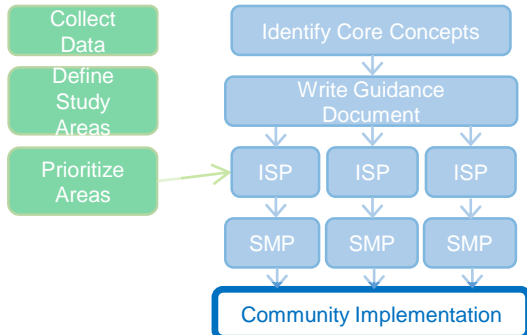 Collect
Data
Identify Core Concepts
Define
Study
Areas
Write Guidance
Document
Prioritize
Areas
ISP
ISP
ISP
SMP
SMP
SMP
Community Implementation